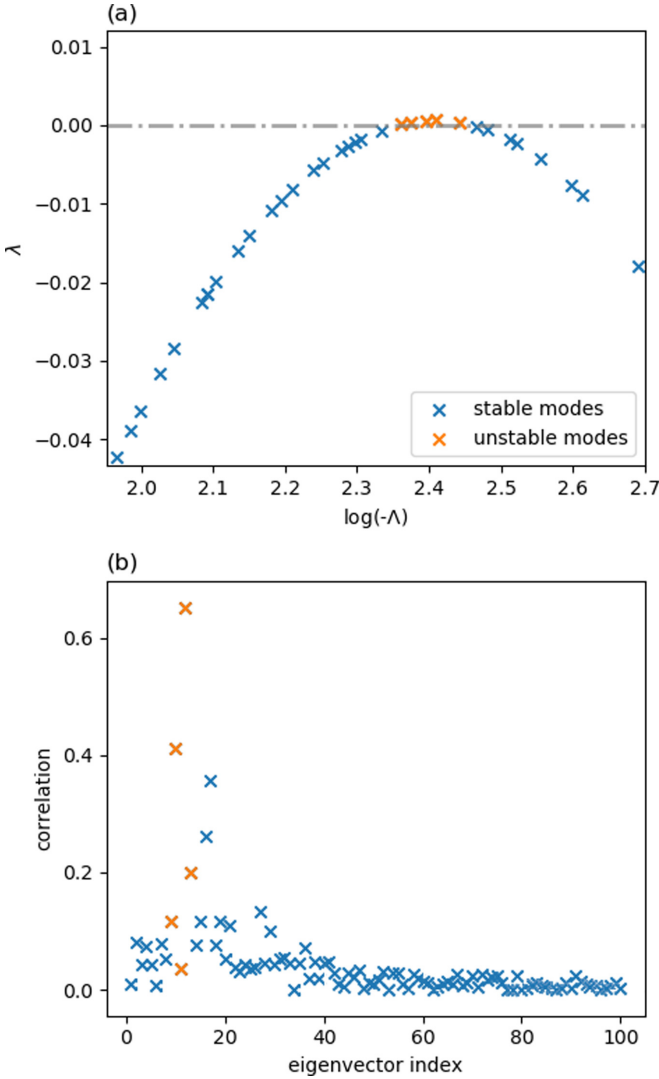 (a)
0.01
0.00
−0.01
−0.02
−0.03
−0.04
λ
stable modes
unstable modes
2.0 2.1 2.2 2.3 2.4 2.5 2.6 2.7
log(-Λ)
(b)
0.6
0.4
0.2
0.0
correlation
0 20 40 60 80 100
eigenvector index